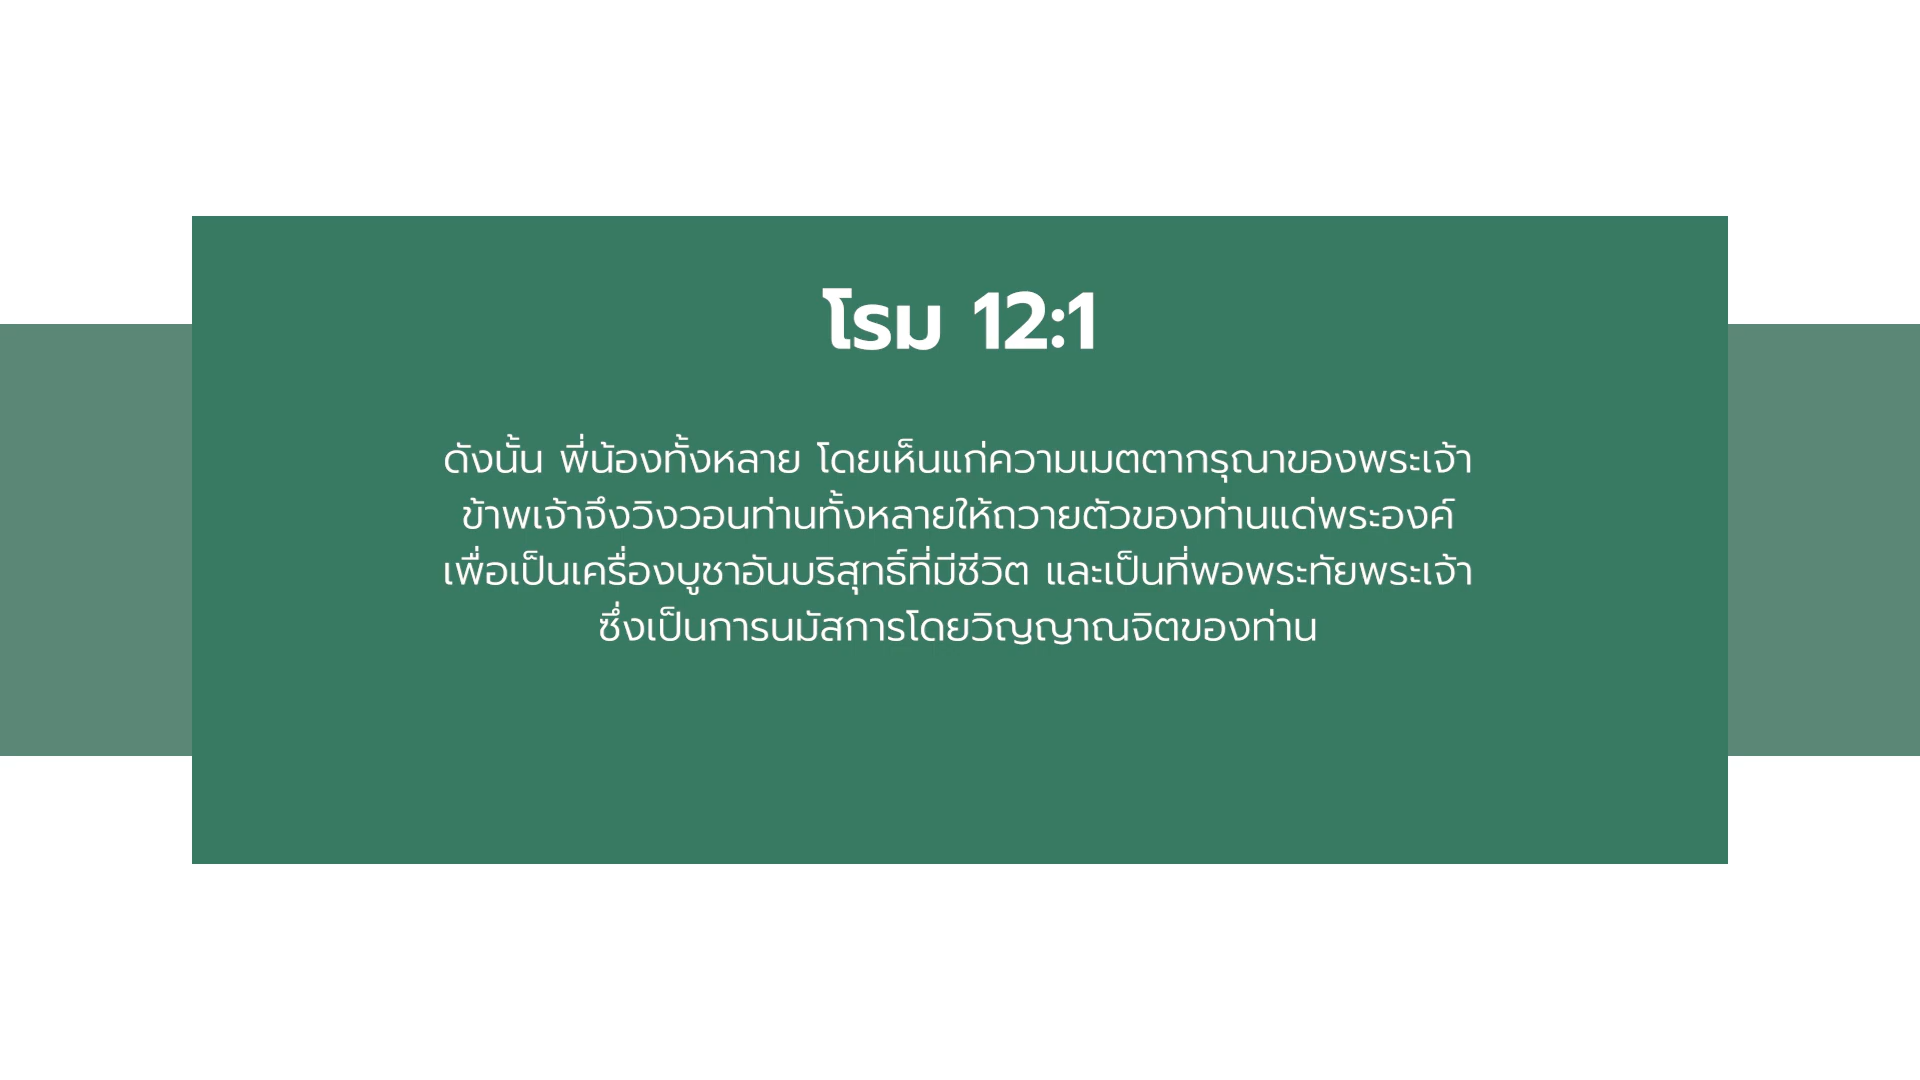 โรม 12:1
ดังนั้น พี่น้องทั้งหลาย โดยเห็นแก่ความเมตตากรุณาของพระเจ้า
ข้าพเจ้าจึงวิงวอนท่านทั้งหลายให้ถวายตัวของท่านแด่พระองค์
เพื่อเป็นเครื่องบูชาอันบริสุทธิ์ที่มีชีวิต และเป็นที่พอพระทัยพระเจ้า
ซึ่งเป็นการนมัสการโดยวิญญาณจิตของท่าน